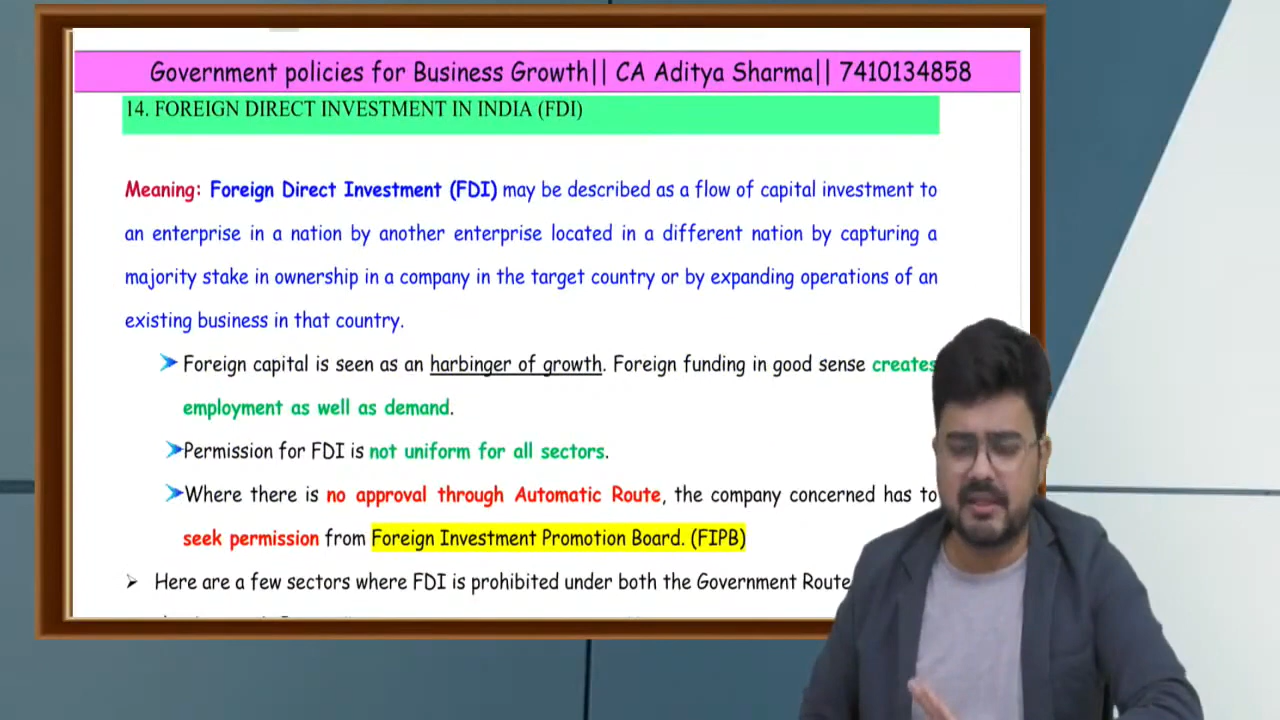 Government policies for Business Growth|| CA Aditya Sharma|| 7410134858
14. FOREIGN DIRECT INVESTMENT IN INDIA (FDI)
Meaning: Foreign Direct Investment (FDI) may be described as a flow of capital investment to
an enterprise in a nation by another enterprise located in a different nation by capturing a
majority stake in ownership in a company in the target country or by expanding operations of an
existing business in that country.
Foreign capital is seen as an harbinger of growth. Foreign funding in good sense creates
employment as well as demand.
Permission for FDI is not uniform for all sectors.
Where there is no approval through Automatic Route, the company concerned has to
seek permission from Foreign Investment Promotion Board. (FIPB)
Here are a few sectors where FDI is prohibited under both the Government Route